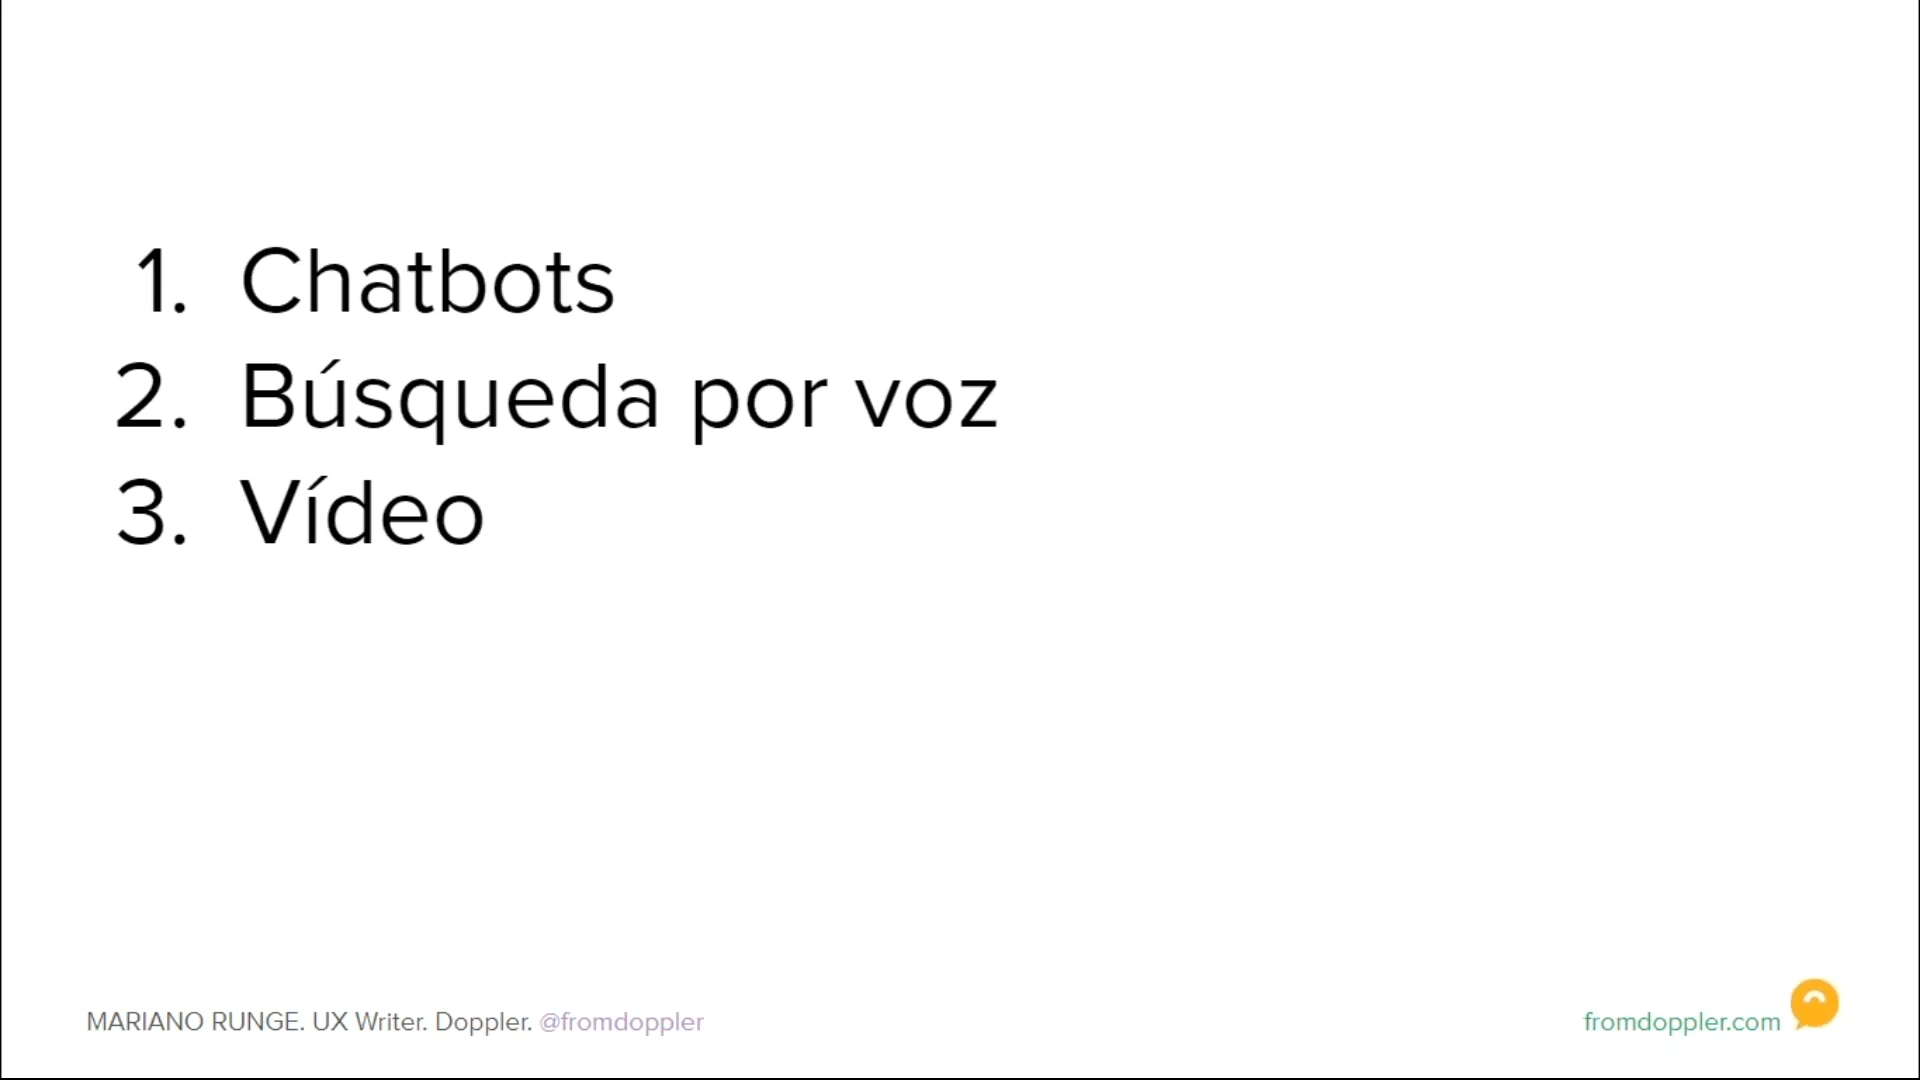 1. Chatbots
2. Búsqueda por voz
3. Vídeo
MARIANO RUNGE. UX Writer. Doppler. @fromdoppler
fromdoppler.com